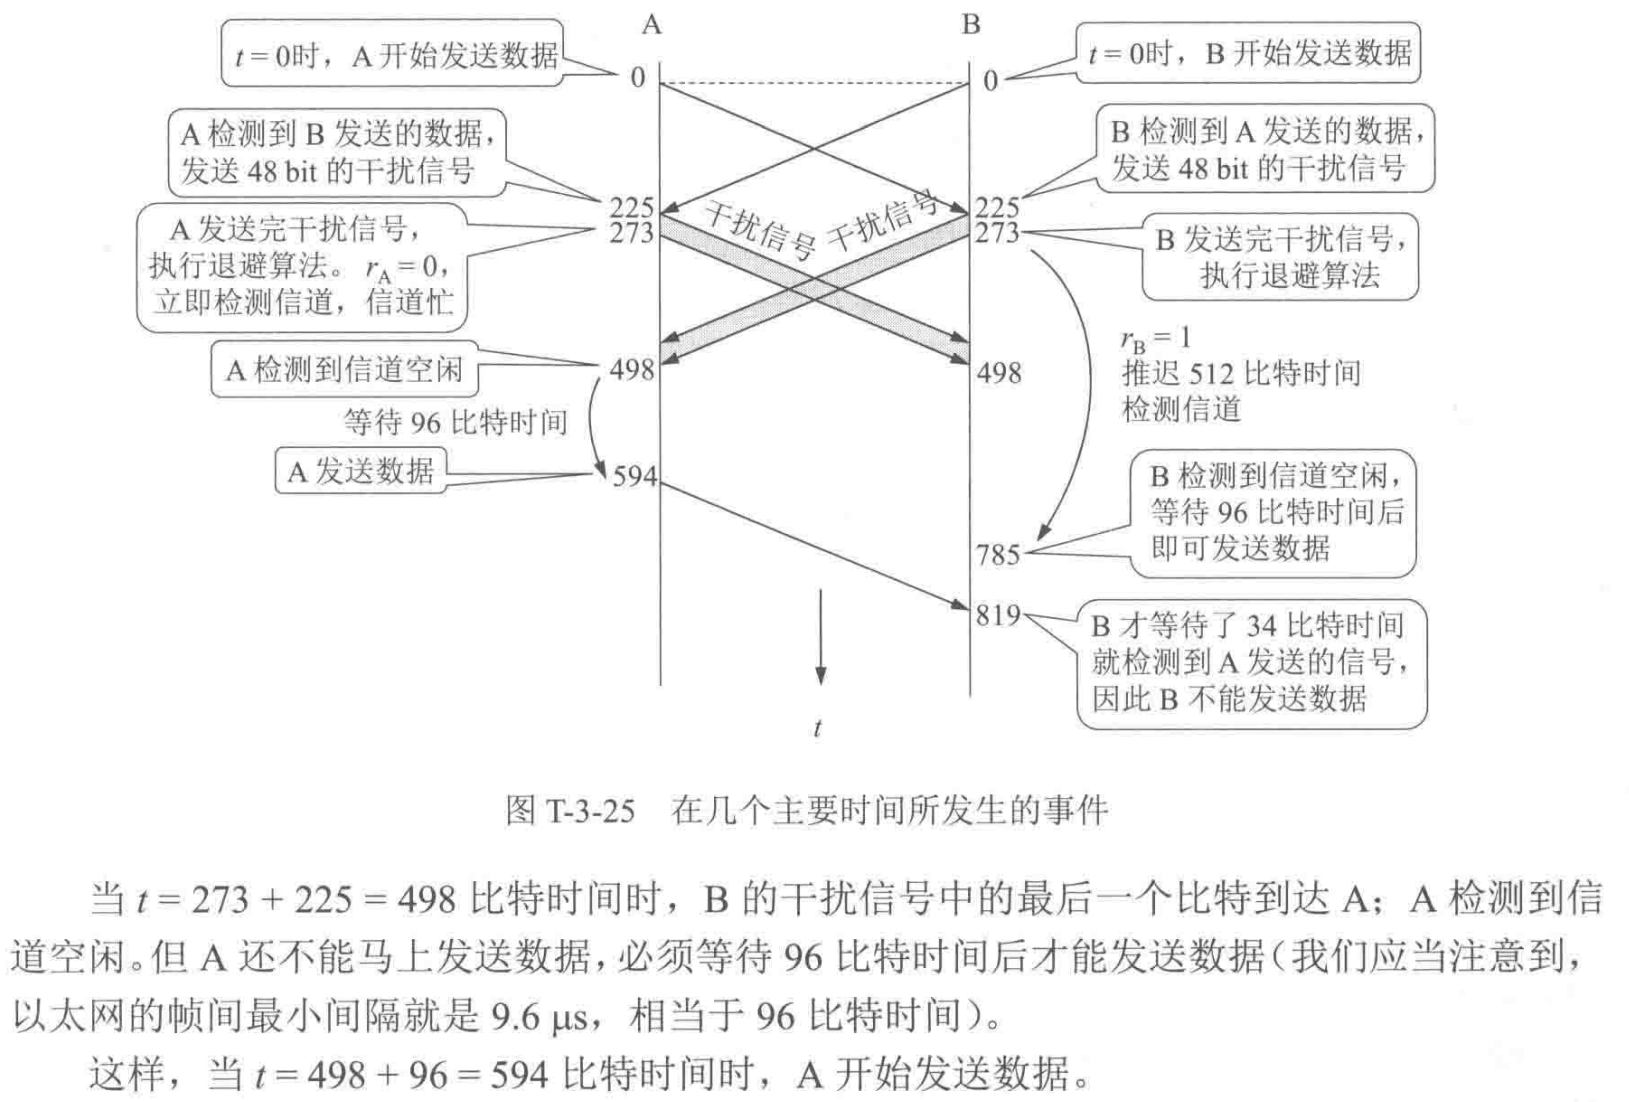 A
B
t = 0时，A 开始发送数据
0
0
t = 0时，B 开始发送数据
A 检测到 B 发送的数据，
发送 48 bit 的干扰信号
B 检测到 A 发送的数据，
发送 48 bit 的干扰信号
225
273
干扰信号
干扰信号
225
273
A 发送完干扰信号，
执行退避算法。rA = 0，
立即检测信道，信道忙
B 发送完干扰信号，
执行退避算法
A 检测到信道空闲
498
498
rB = 1
推迟 512 比特时间
检测信道
等待 96 比特时间
A 发送数据
594
785
B 检测到信道空闲，
等待 96 比特时间后
即可发送数据
819
B 才等待了 34 比特时间
就检测到 A 发送的信号，
因此 B 不能发送数据
t
图 T-3-25 在几个主要时间所发生的事件
当 t = 273 + 225 = 498 比特时间时，B 的干扰信号中的最后一个比特到达 A；A 检测到信
道空闲。但 A 还不能马上发送数据，必须等待 96 比特时间后才能发送数据（我们应当注意到，
以太网的帧间最小间隔就是 9.6 μs，相当于 96 比特时间）。
这样，当 t = 498 + 96 = 594 比特时间时，A 开始发送数据。